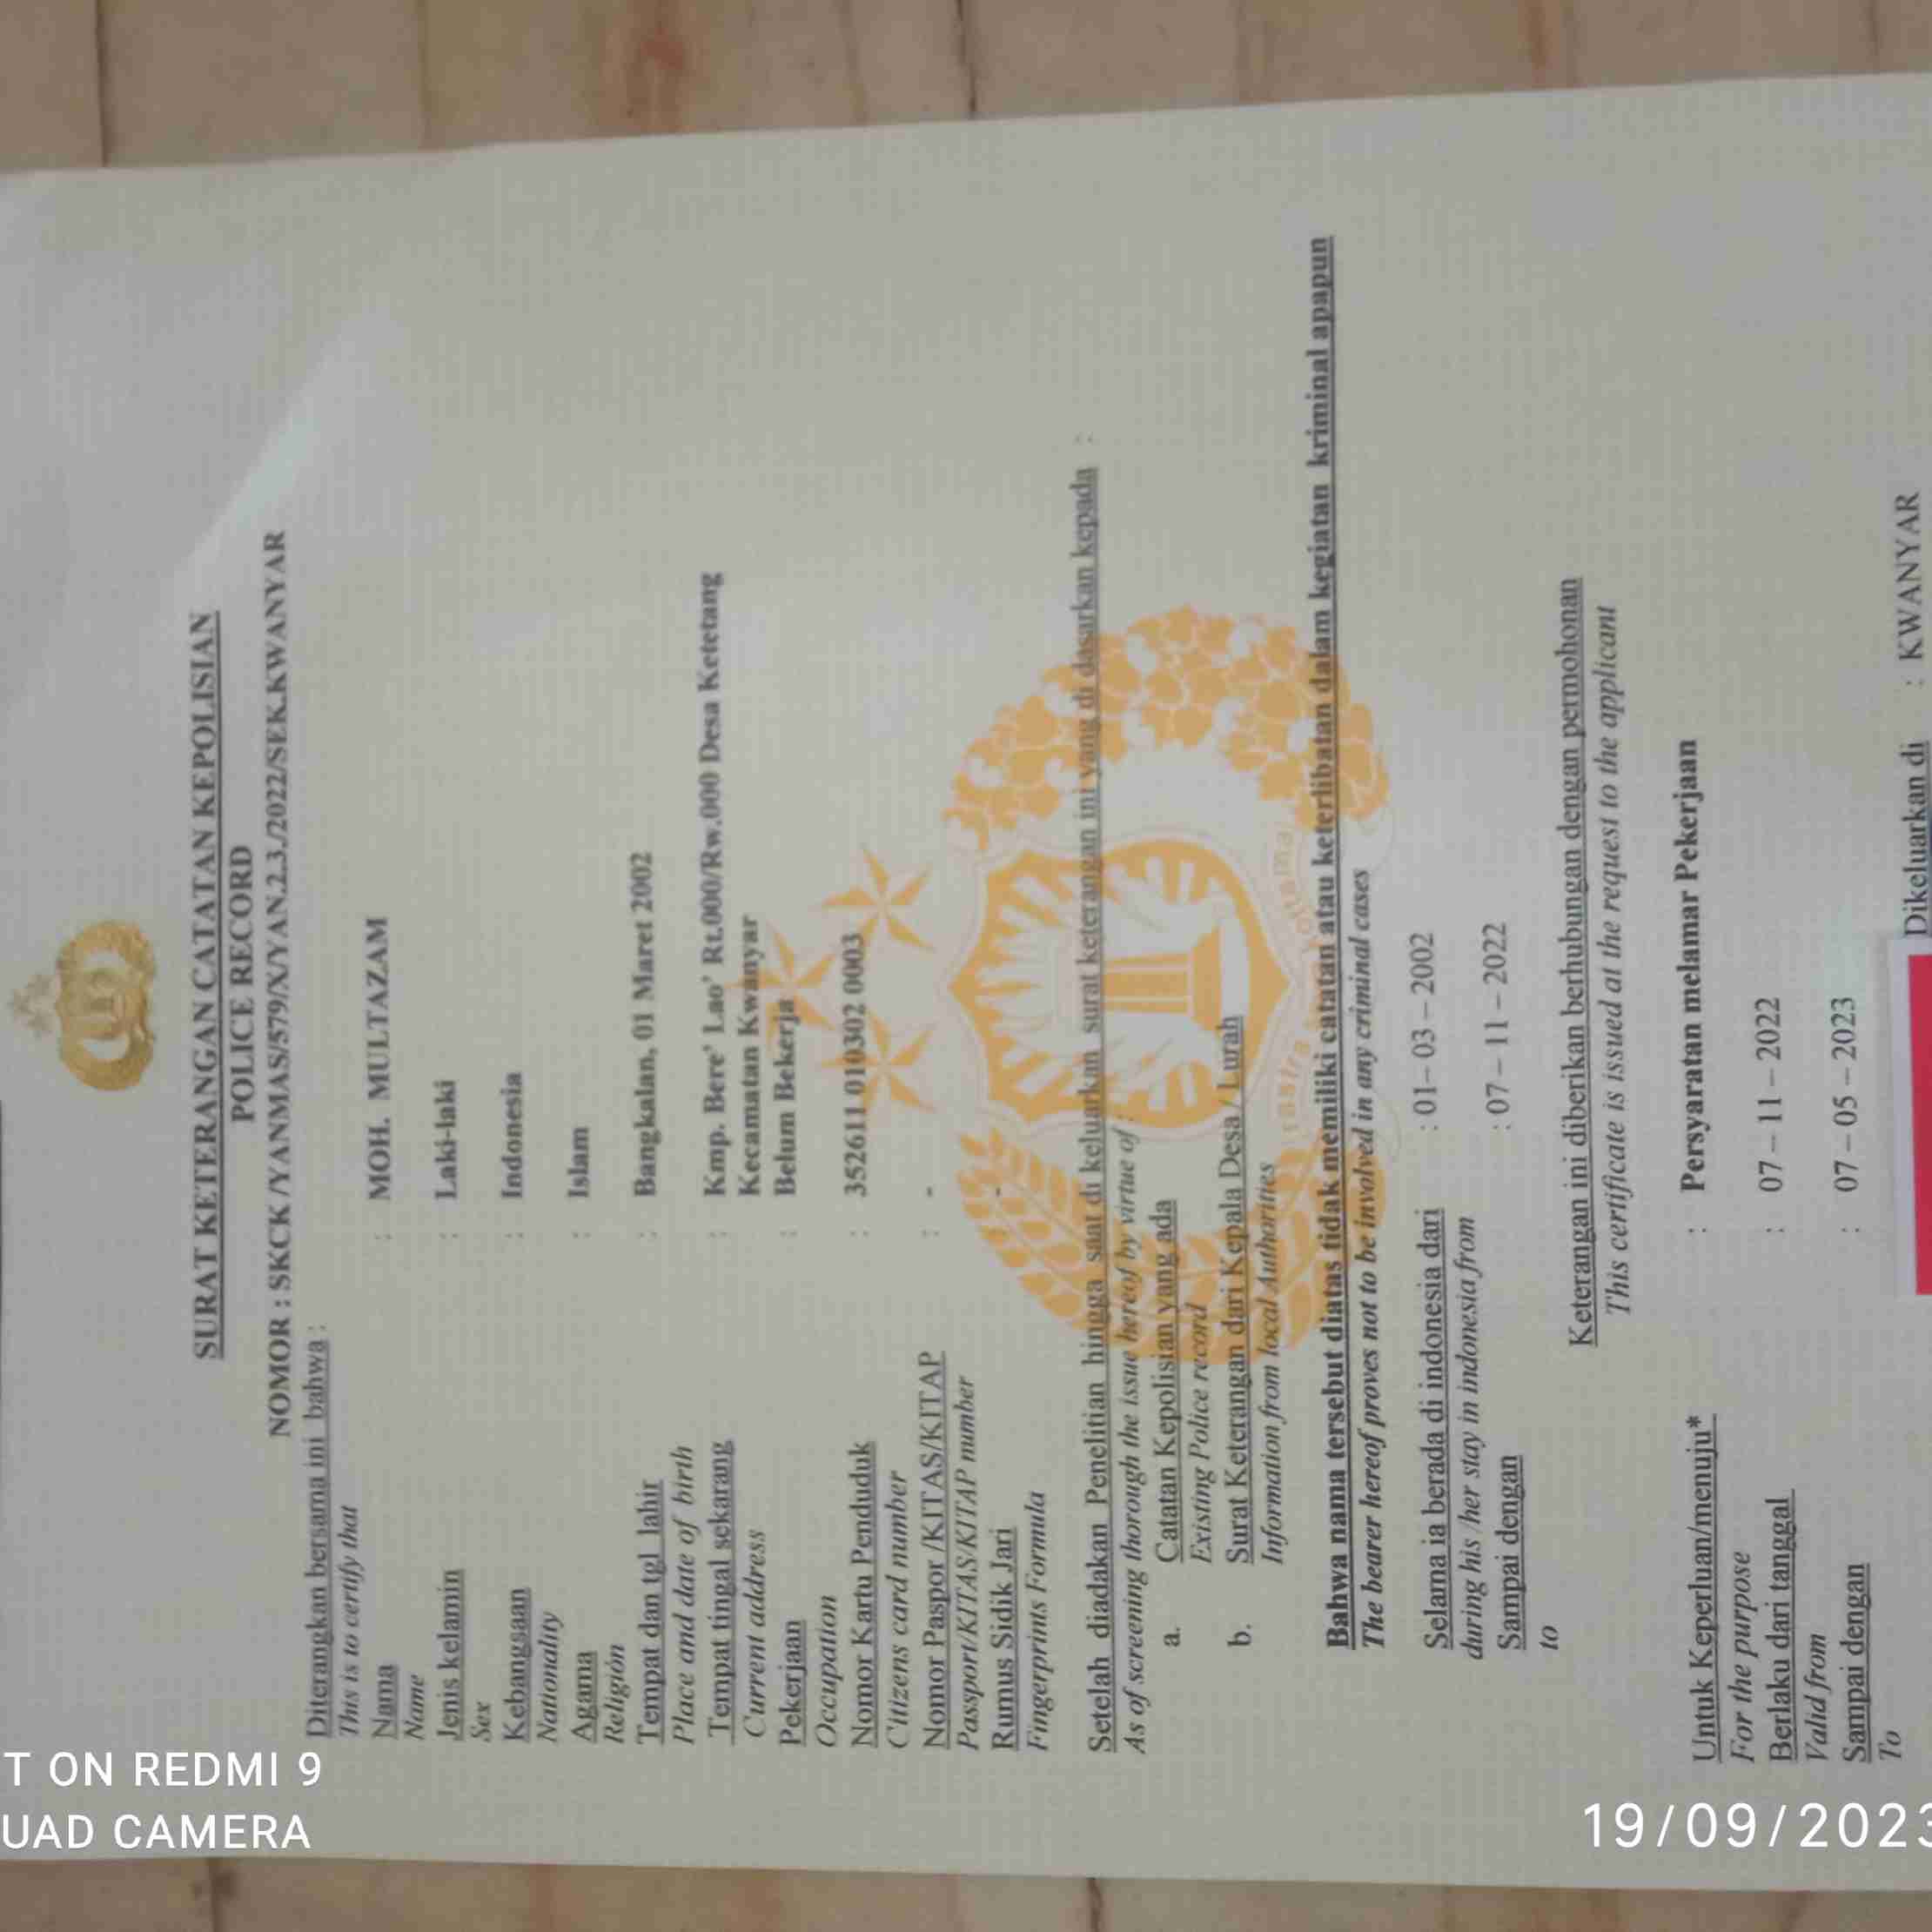 SURAT KETERANGAN CATATAN KEPOLISIAN
POLICE RECORD
NOMOR : SKCK /YANMAS/579/X/YAN.2.3./2022/SEK.KWANYAR
Diterangkan bersama ini bahwa :
This is to certify that
Nama : MOH. MULTAZAM
Name
Jenis kelamin : Laki-laki
Sex
Kebangsaan : Indonesia
Nationality
Agama : Islam
Religion
Tempat dan tgl lahir : Bangkalan, 01 Maret 2002
Place and date of birth
Tempat tingal sekarang : Kmp. Bere' Lao' Rt.000/Rw.000 Desa Ketetang
Current address Kecamatan Kwanyar
Pekerjaan : Belum Bekerja
Occupation
Nomor Kartu Penduduk : 352611 010302 0003
Citizens card number
Nomor Paspor /KITAS/KITAP : -
Passport/KITAS/KITAP number
Rumus Sidik Jari -
Fingerprints Formula
Setelah diadakan Penelitian hingga saat di keluarkan surat keterangan ini yang di dasarkan kepada :
As of screening thorough the issue hereof by virtue of :
a. Catatan Kepolisian yang ada
Existing Police record
b. Surat Keterangan dari Kepala Desa / Lurah
Information from local Authorities
Bahwa nama tersebut diatas tidak memiliki catatan atau keterlibatan dalam kegiatan kriminal apapun
The bearer hereof proves not to be involved in any criminal cases
Selama ia berada di indonesia dari : 01– 03 – 2002
during his /her stay in indonesia from
Sampai dengan : 07 – 11 – 2022
to
Keterangan ini diberikan berhubungan dengan permohonan
This certificate is issued at the request to the applicant
Untuk Keperluan/menuju* : Persyaratan melamar Pekerjaan
For the purpose
Berlaku dari tanggal : 07 – 11 – 2022
Valid from
Sampai dengan : 07 – 05 – 2023
To
Dikeluarkan di : KWANYAR
T ON REDMI 9
UAD CAMERA
19/09/2023